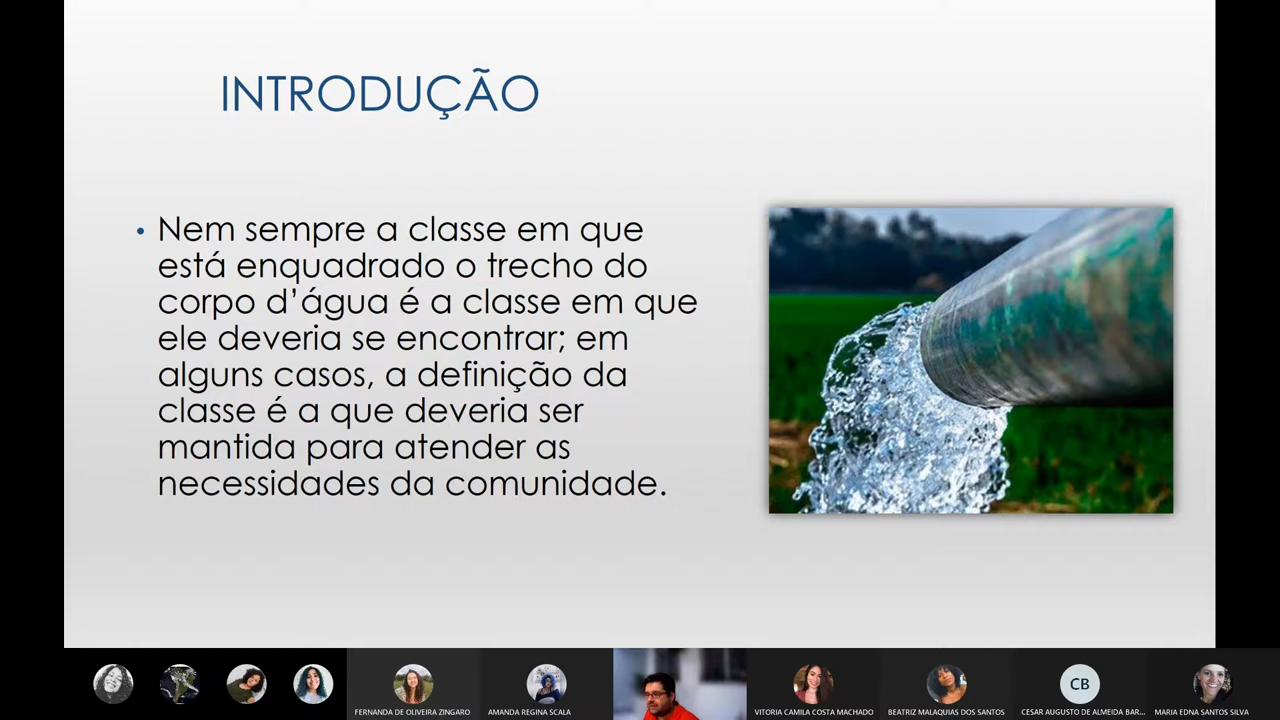 INTRODUÇÃO
• Nem sempre a classe em que
está enquadrado o trecho do
corpo d’água é a classe em que
ele deveria se encontrar; em
alguns casos, a definição da
classe é a que deveria ser
mantida para atender as
necessidades da comunidade.
CB
FERNANDA DE OLIVEIRA ZINGARO
AMANDA REGINA SCALA
VITORIA CAMILA COSTA MACHADO
BEATRIZ MALAQUIAS DOS SANTOS
CESAR AUGUSTO DE ALMEIDA BAR...
MARIA EDNA SANTOS SILVA